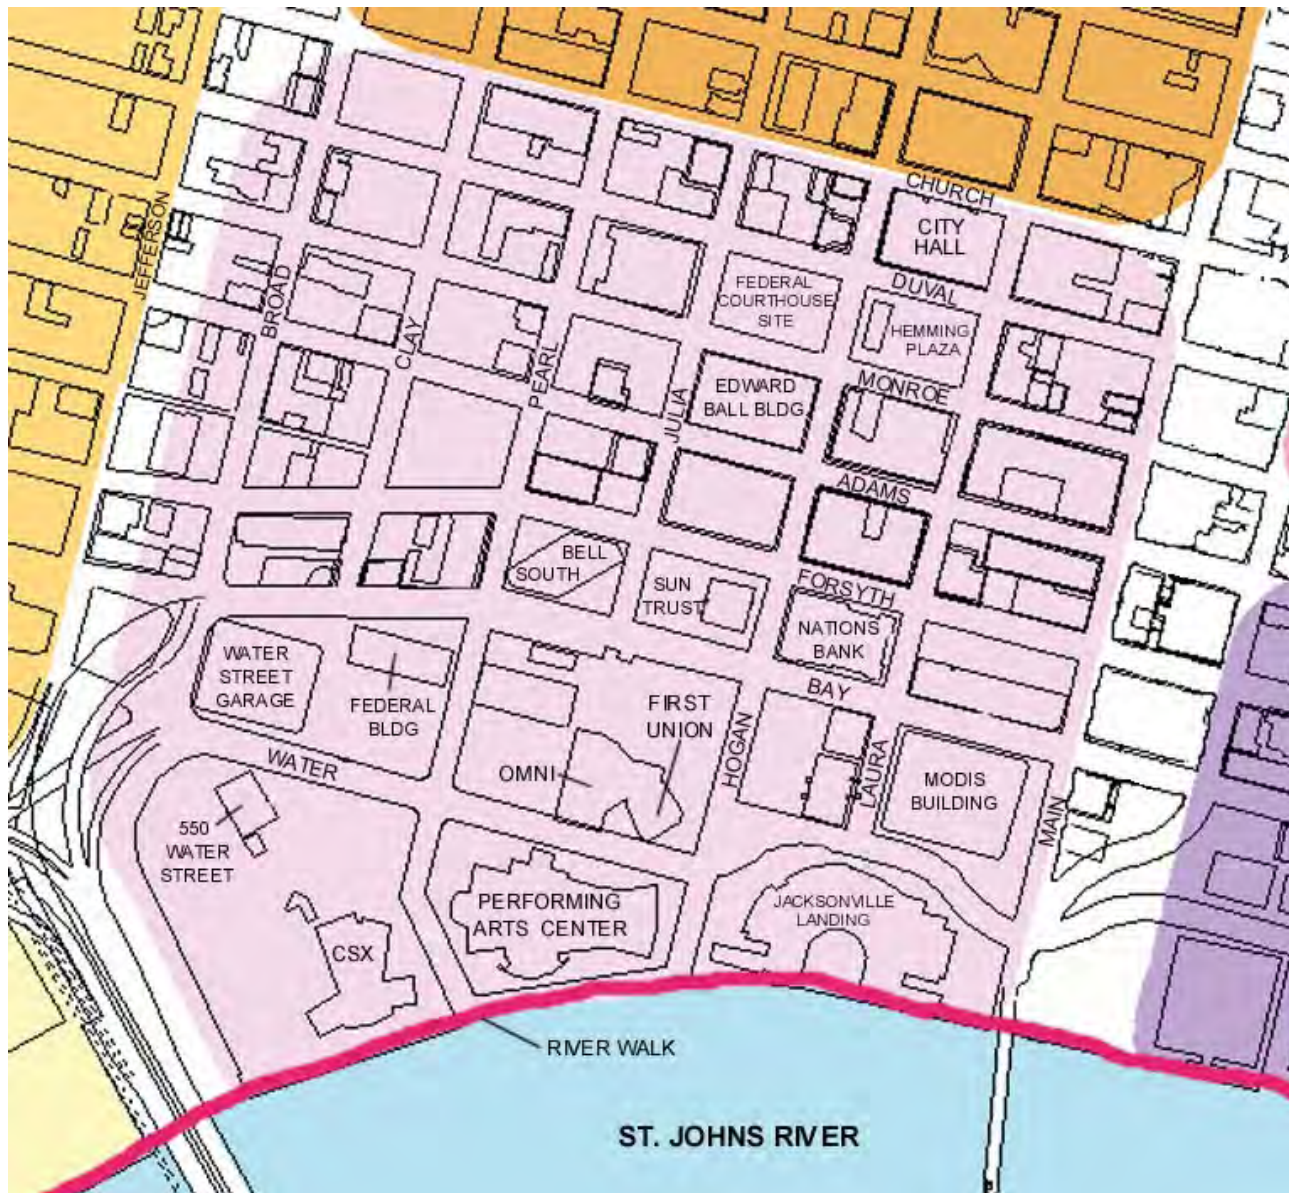 CHURCH
CITY
HALL
JEFFERSON
BROAD
FEDERAL
COURTHOUSE
SITE
DUVAL
HEMMING
PLAZA
CLAY
PEARL
JULIA
EDWARD
BALL BLDG
MONROE
ADAMS
BELL
SOUTH
SUN
TRUST
FORSYTH
NATIONS
BANK
WATER
STREET
GARAGE
FEDERAL
BLDG
FIRST
UNION
BAY
HOGAN
LAURA
WATER
OMNI
MODIS
BUILDING
MAIN
550
WATER
STREET
PERFORMING
ARTS CENTER
JACKSONVILLE
LANDING
CSX
RIVER WALK
ST. JOHNS RIVER